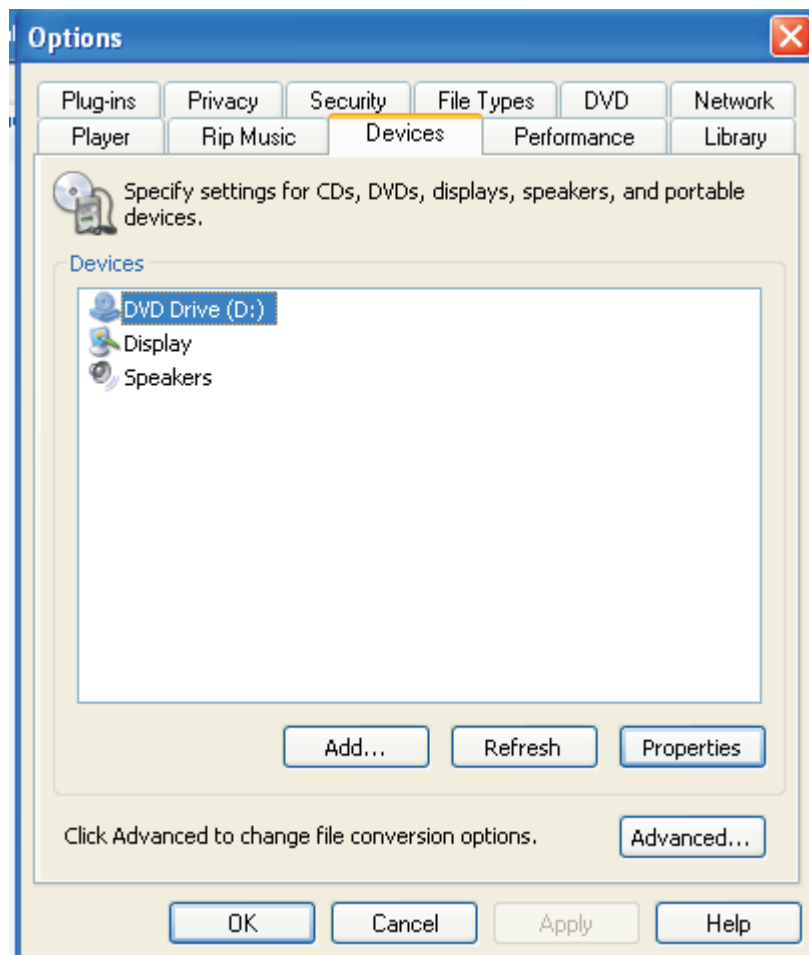 Options
Plug-ins Privacy Security File Types DVD Network
Player Rip Music Devices Performance Library
Specify settings for CDs, DVDs, displays, speakers, and portable
devices.
Devices
DVD Drive (D:)
Display
Speakers
Add... Refresh Properties
Click Advanced to change file conversion options. Advanced...
OK Cancel Apply Help